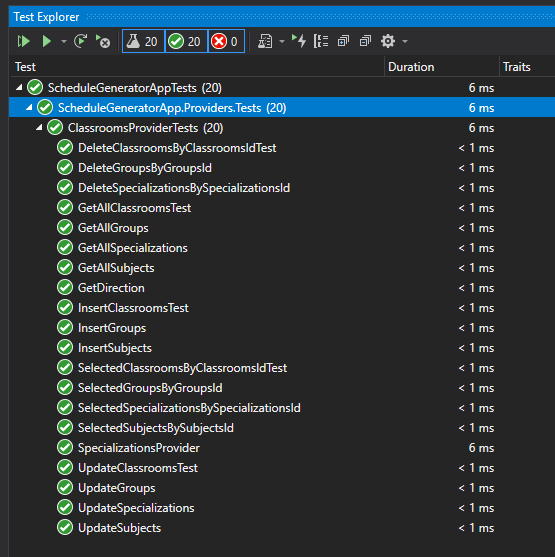 Test Explorer
20 20 0
Test Duration Traits
ScheduleGeneratorAppTests (20) 6 ms
ScheduleGeneratorApp.Providers.Tests (20) 6 ms
ClassroomsProviderTests (20) 6 ms
DeleteClassroomsByClassroomsIdTest < 1 ms
DeleteGroupsByGroupsId < 1 ms
DeleteSpecializationsBySpecializationsId < 1 ms
GetAllClassroomsTest < 1 ms
GetAllGroups < 1 ms
GetAllSpecializations < 1 ms
GetAllSubjects < 1 ms
GetDirection < 1 ms
InsertClassroomsTest < 1 ms
InsertGroups < 1 ms
InsertSubjects < 1 ms
SelectedClassroomsByClassroomsIdTest < 1 ms
SelectedGroupsByGroupsId < 1 ms
SelectedSpecializationsBySpecializationsId < 1 ms
SelectedSubjectsBySubjectsId < 1 ms
SpecializationsProvider 6 ms
UpdateClassroomsTest < 1 ms
UpdateGroups < 1 ms
UpdateSpecializations < 1 ms
UpdateSubjects < 1 ms